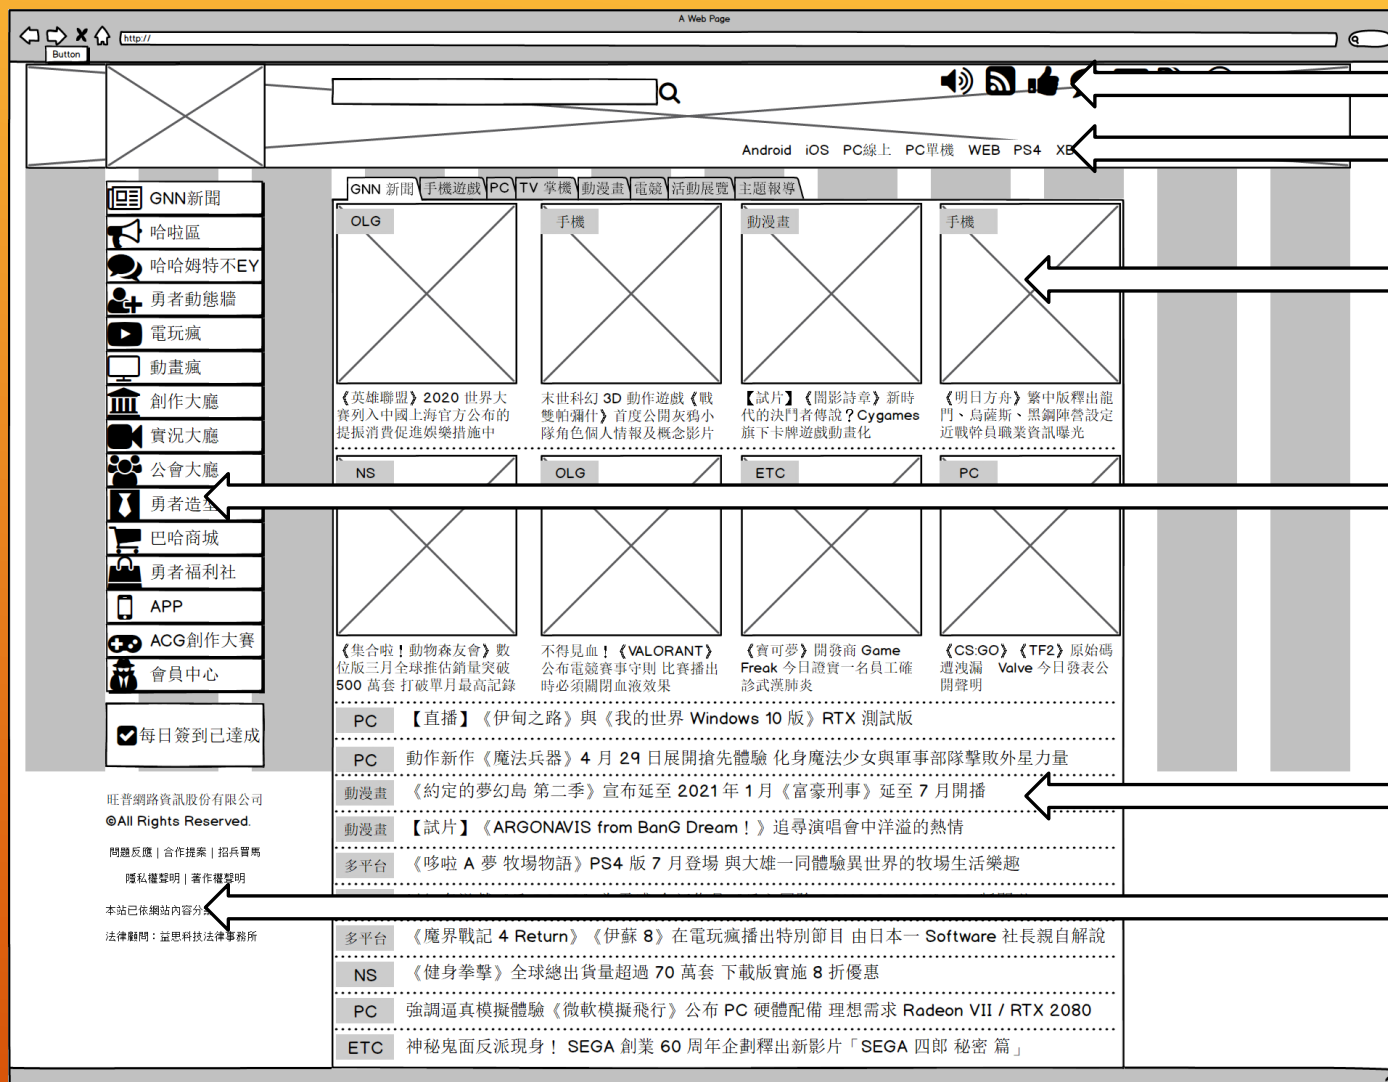 A Web Page
http://
Button
Android iOS PC線上 PC單機 WEB PS4
GNN 新聞 手機遊戲 PC TV 掌機 動漫畫 電競 活動展覽 主題報導
GNN新聞
哈啦區
哈哈姆特不EY
勇者動態牆
電玩瘋
動畫瘋
創作大廳
實況大廳
公會大廳
勇者造型
巴哈商城
勇者福利社
APP
ACG創作大賽
會員中心
每日簽到已達成
旺普網路資訊股份有限公司
©All Rights Reserved.
問題反應 | 合作提案 | 招兵買馬
隱私權聲明 | 著作權聲明
本站已依網站內容分
法律顧問：益思科技法律事務所
OLG
《英雄聯盟》2020 世界大
賽列入中國上海官方公布的
提振消費促進娛樂措施中
手機
末世科幻 3D 動作遊戲《戰
雙帕彌什》首度公開灰鴉小
隊角色個人情報及概念影片
動漫畫
【試片】《闇影詩章》新時
代的決鬥者傳說？Cygames
旗下卡牌遊戲動畫化
手機
《明日方舟》繁中版釋出龍
門、烏薩斯、黑鋼陣營設定
近戰幹員職業資訊曝光
NS
《集合啦！動物森友會》數
位版三月全球推估銷量突破
500 萬套 打破單月最高記錄
OLG
不得見血！《VALORANT》
公布電競賽事守則 比賽播出
時必須關閉血液效果
ETC
《寶可夢》開發商 Game
Freak 今日證實一名員工確
診武漢肺炎
PC
《CS:GO》《TF2》原始碼
遭洩漏 Valve 今日發表公
開聲明
PC 【直播】《伊甸之路》與《我的世界 Windows 10 版》RTX 測試版
PC 動作新作《魔法兵器》4 月 29 日展開搶先體驗 化身魔法少女與軍事部隊擊敗外星力量
動漫畫 《約定的夢幻島 第二季》宣布延至 2021 年 1 月《富豪刑事》延至 7 月開播
動漫畫 【試片】《ARGONAVIS from BanG Dream！》追尋演唱會中洋溢的熱情
多平台 《哆啦 A 夢 牧場物語》PS4 版 7 月登場 與大雄一同體驗異世界的牧場生活樂趣
多平台 《魔界戰記 4 Return》《伊蘇 8》在電玩瘋播出特別節目 由日本一 Software 社長親自解說
NS 《健身拳擊》全球總出貨量超過 70 萬套 下載版實施 8 折優惠
PC 強調逼真模擬體驗《微軟模擬飛行》公布 PC 硬體配備 理想需求 Radeon VII / RTX 2080
ETC 神秘鬼面反派現身！ SEGA 創業 60 周年企劃釋出新影片「SEGA 四郎 秘密 篇」